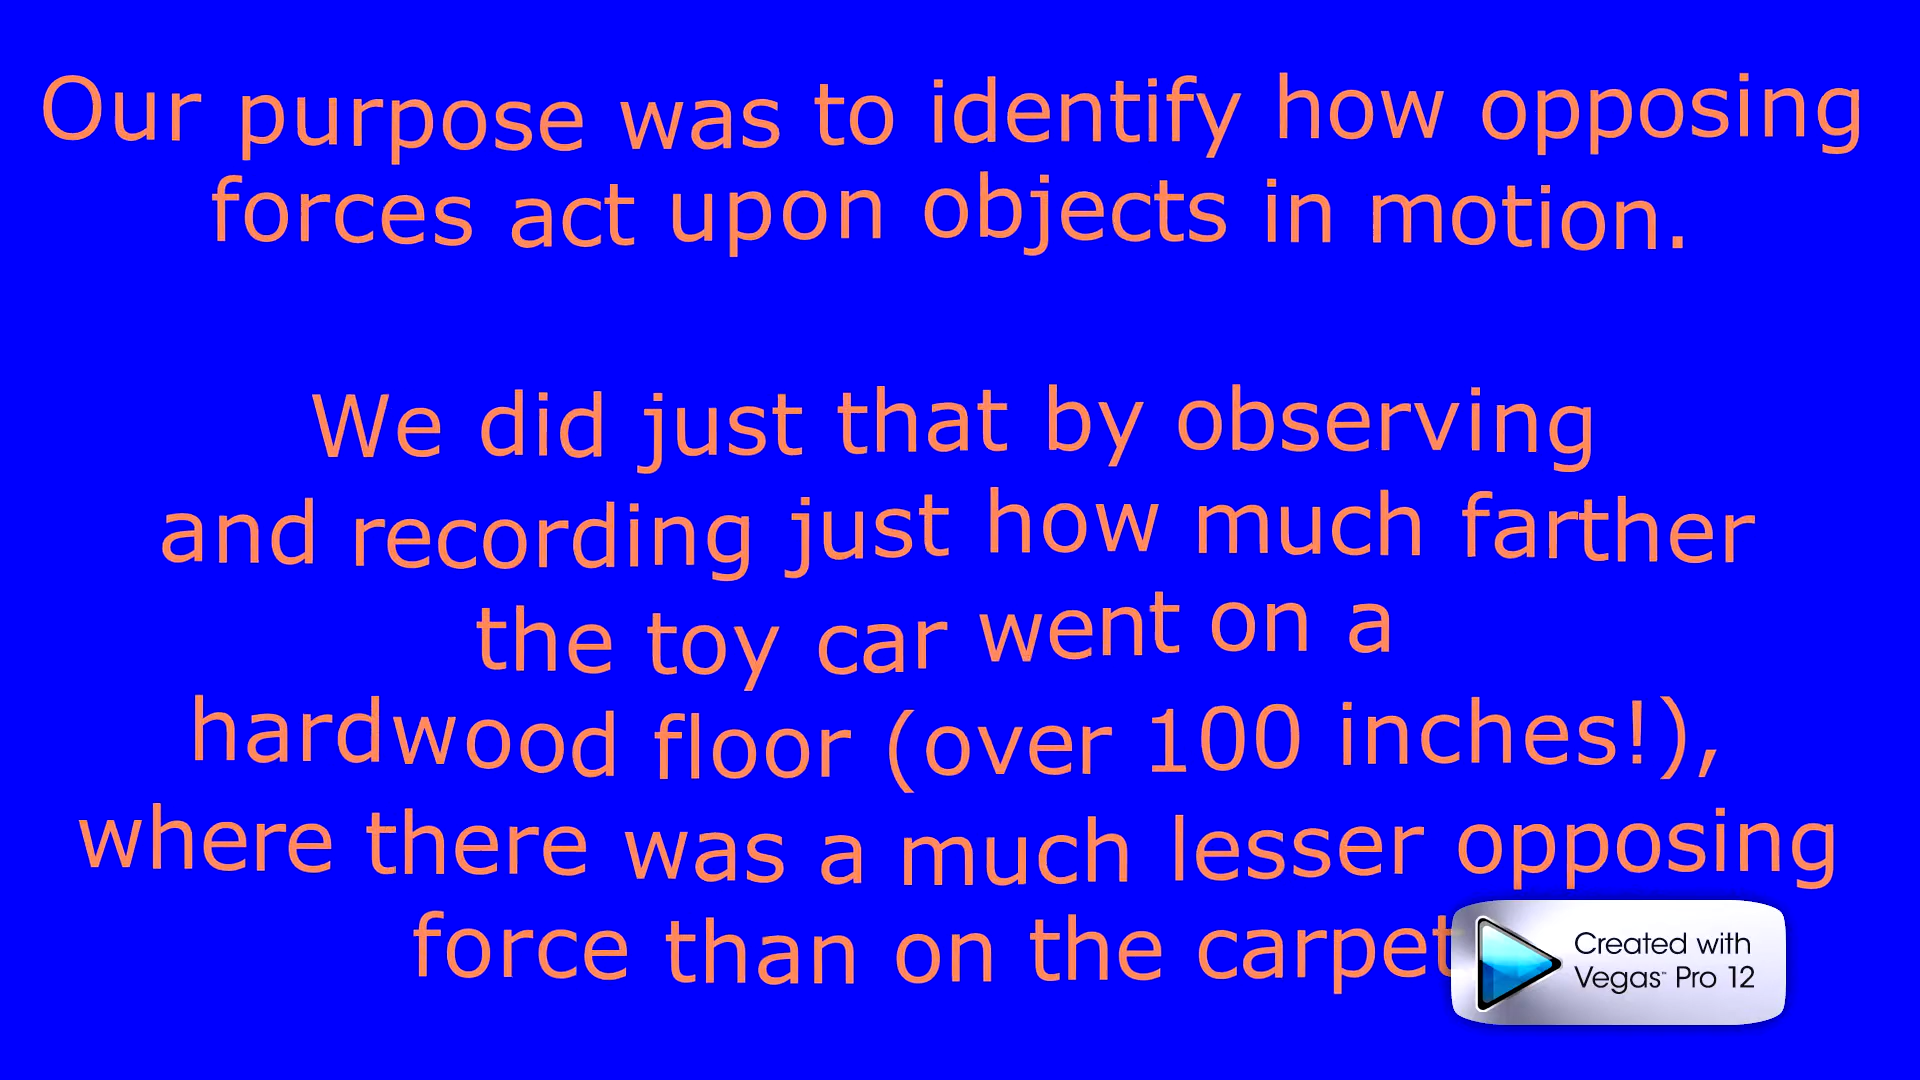 Our purpose was to identify how opposing
forces act upon objects in motion.
We did just that by observing
and recording just how much farther
the toy car went on a
hardwood floor (over 100 inches!),
where there was a much lesser opposing
force than on the carpet
Created with
Vegas™ Pro 12